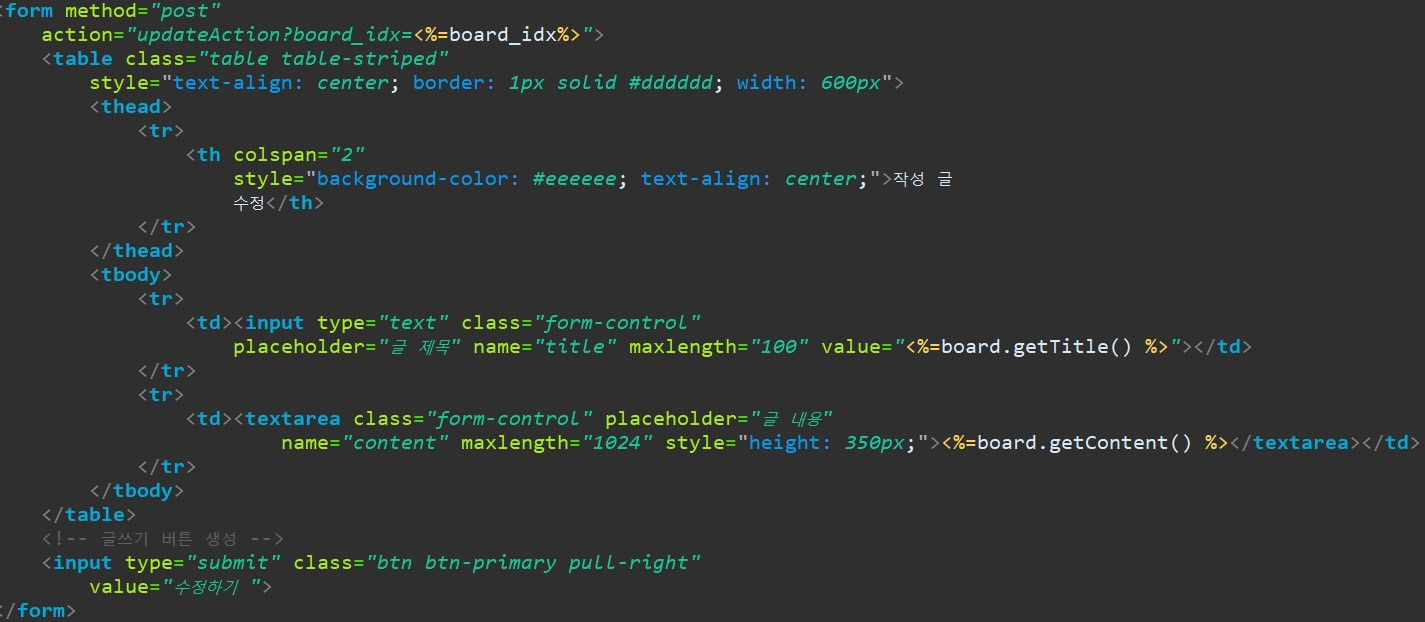 <form method="post"
action="updateAction?board_idx=<%=board_idx%>">
<table class="table table-striped"
style="text-align: center; border: 1px solid #dddddd; width: 600px">
<thead>
<tr>
<th colspan="2"
style="background-color: #eeeeee; text-align: center;">작성 글
수정</th>
</tr>
</thead>
<tbody>
<tr>
<td><input type="text" class="form-control"
placeholder="글 제목" name="title" maxlength="100" value="<%=board.getTitle() %>"></td>
</tr>
<tr>
<td><textarea class="form-control" placeholder="글 내용"
name="content" maxlength="1024" style="height: 350px;"><%=board.getContent() %></textarea></td>
</tr>
</tbody>
</table>
<!-- 글쓰기 버튼 생성 -->
<input type="submit" class="btn btn-primary pull-right"
value="수정하기 ">
</form>